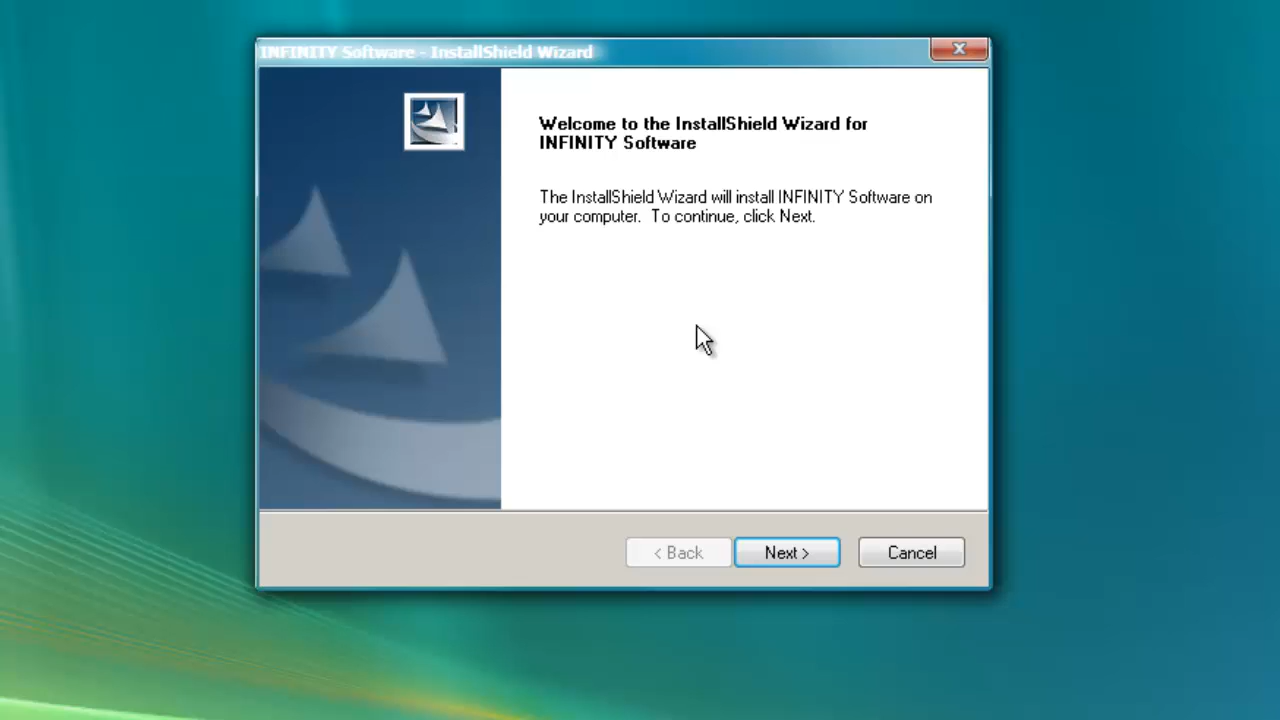 INFINITY Software - InstallShield Wizard
Welcome to the InstallShield Wizard for
INFINITY Software
The InstallShield Wizard will install INFINITY Software on
your computer. To continue, click Next.
< Back
Next >
Cancel